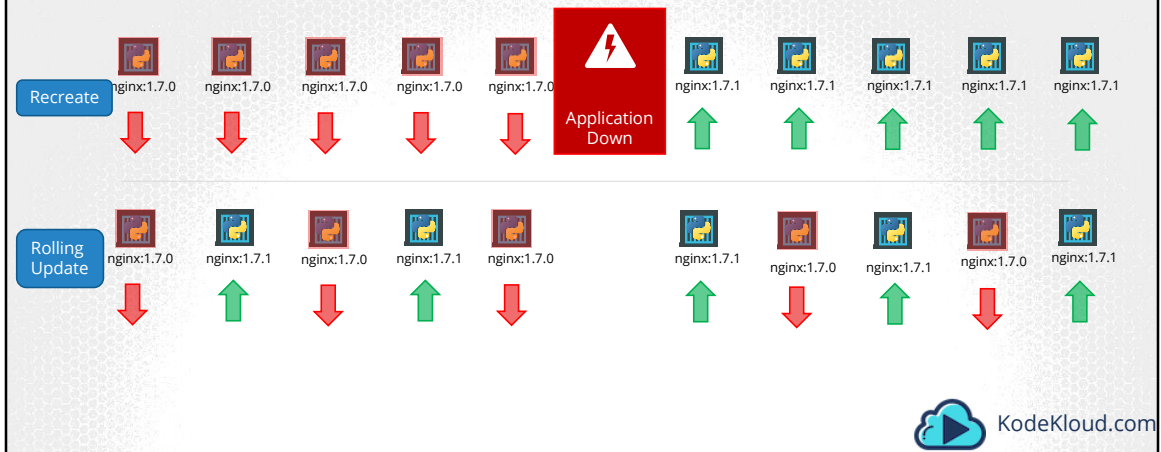 Recreate
nginx:1.7.0 nginx:1.7.0 nginx:1.7.0 nginx:1.7.0 nginx:1.7.0
Application
Down
nginx:1.7.1 nginx:1.7.1 nginx:1.7.1 nginx:1.7.1 nginx:1.7.1
Rolling
Update
nginx:1.7.0 nginx:1.7.1 nginx:1.7.0 nginx:1.7.1 nginx:1.7.0
nginx:1.7.1 nginx:1.7.0 nginx:1.7.1 nginx:1.7.0 nginx:1.7.1
KodeKloud.com